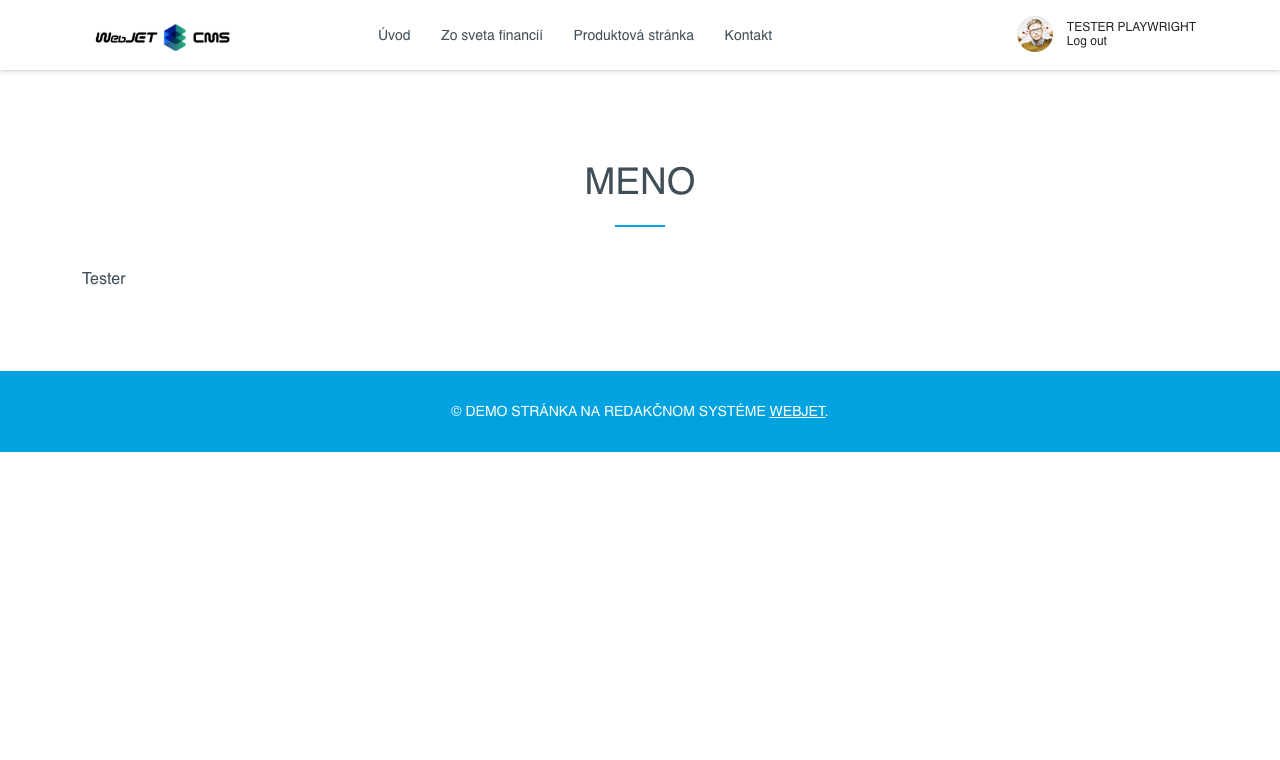 WebJET CMS
Úvod
Zo sveta financií
Produktová stránka
Kontakt
TESTER PLAYWRIGHT
Log out
MENO
Tester
© DEMO STRÁNKA NA REDAKČNOM SYSTÉME WEBJET.